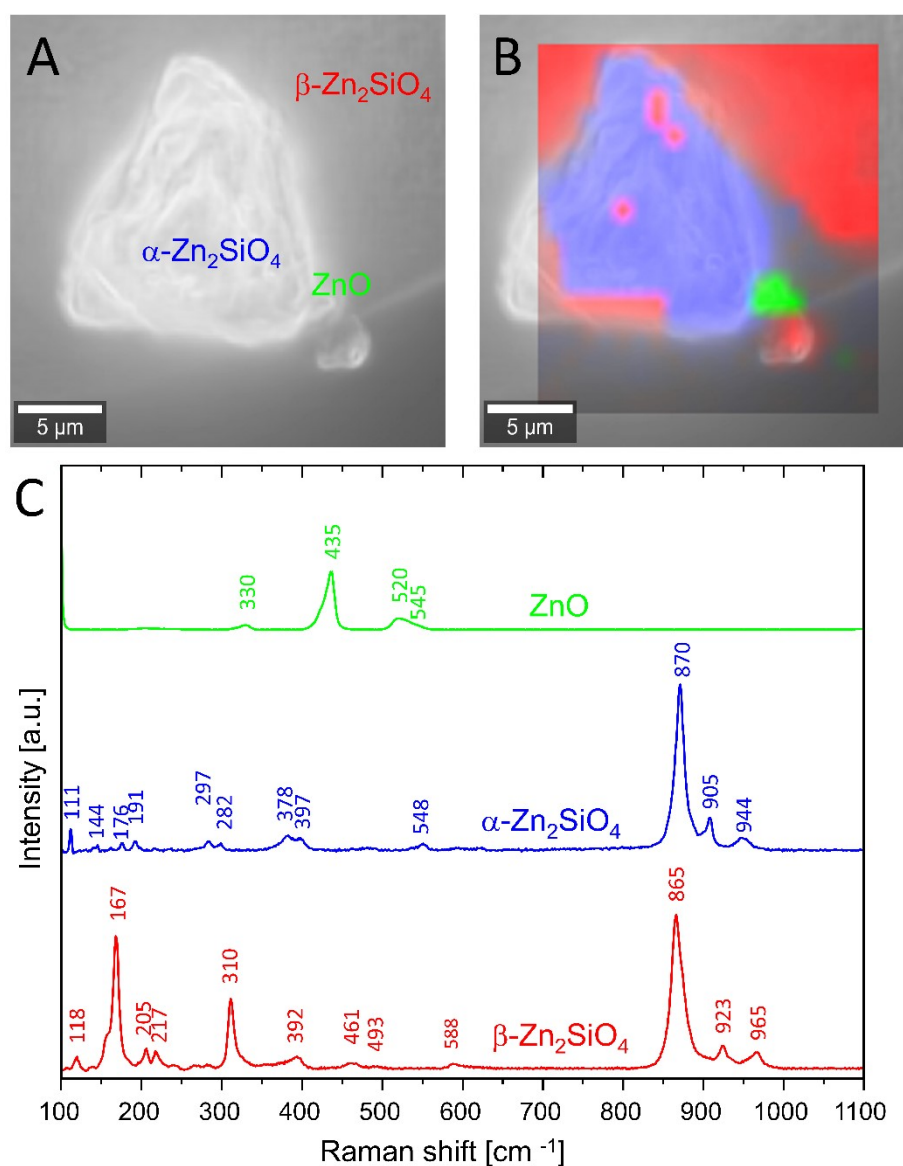 A
β-Zn₂SiO₄
α-Zn₂SiO₄
ZnO
5 µm
B
5 µm
C
330
435
520
545
ZnO
111
144
176
191
297
282
378
397
548
870
905
944
α-Zn₂SiO₄
118
167
205
217
310
392
461
493
588
865
923
965
β-Zn₂SiO₄
Intensity [a.u.]
100 200 300 400 500 600 700 800 900 1000 1100
Raman shift [cm ⁻¹]